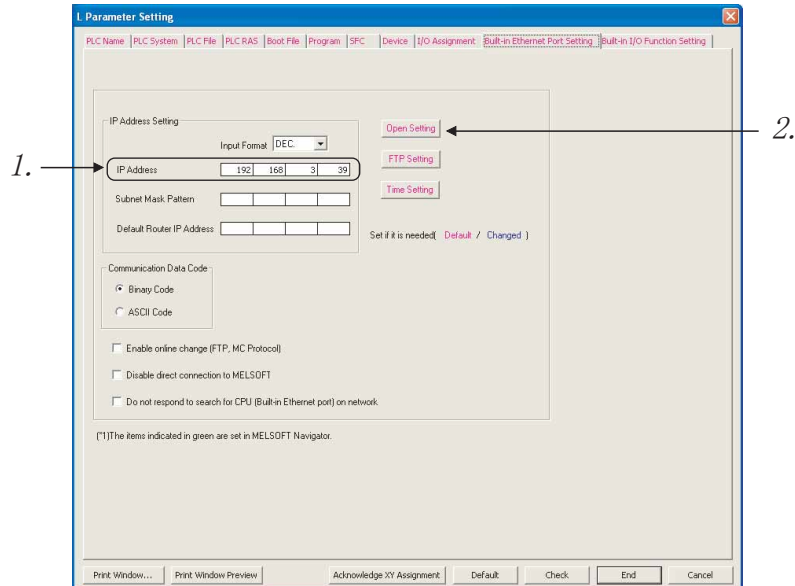 L Parameter Setting
PLC Name PLC System PLC File PLC RAS Boot File Program SFC Device I/O Assignment Built-in Ethernet Port Setting Built-in I/O Function Setting
IP Address Setting
Input Format DEC.
Open Setting
2.
1.
IP Address 192 168 3 39
FTP Setting
Subnet Mask Pattern
Time Setting
Default Router IP Address
Set if it is needed( Default / Changed )
Communication Data Code
Binary Code
ASCII Code
Enable online change (FTP, MC Protocol)
Disable direct connection to MELSOFT
Do not respond to search for CPU (Built-in Ethernet port) on network
(*1)The items indicated in green are set in MELSOFT Navigator.
Print Window... Print Window Preview Acknowledge XY Assignment Default Check End Cancel